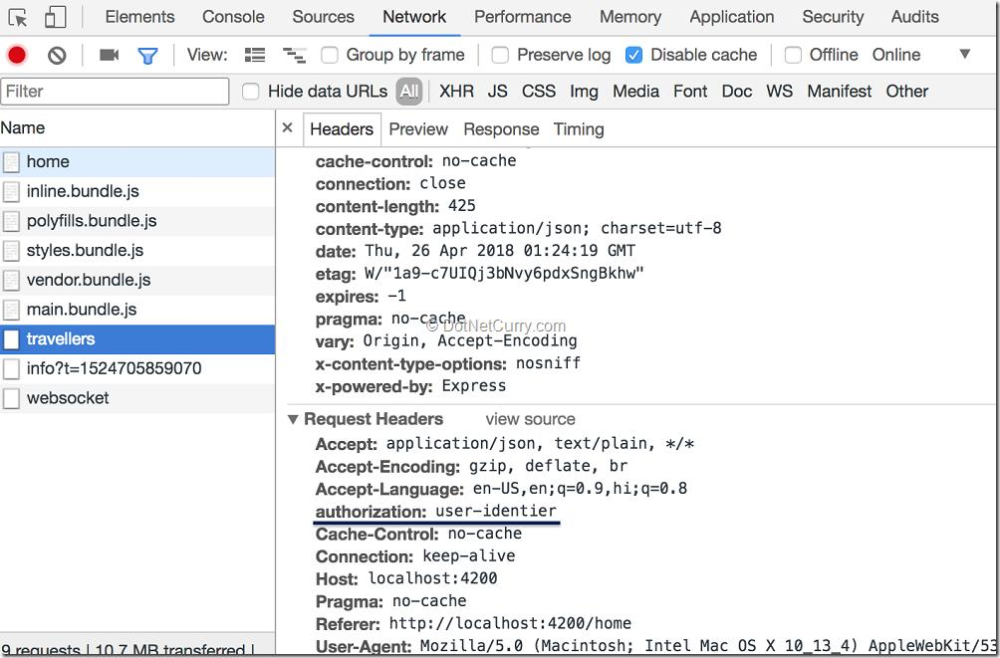 Elements Console Sources Network Performance Memory Application Security Audits
View: Group by frame Preserve log Disable cache Offline Online
Filter Hide data URLs All XHR JS CSS Img Media Font Doc WS Manifest Other
Name
home
inline.bundle.js
polyfills.bundle.js
styles.bundle.js
vendor.bundle.js
main.bundle.js
travellers
info?t=1524705859070
websocket
9 requests | 10.7 MB transferred |
× Headers Preview Response Timing
cache-control: no-cache
connection: close
content-length: 425
content-type: application/json; charset=utf-8
date: Thu, 26 Apr 2018 01:24:19 GMT
etag: W/"1a9-c7UIQj3bNvy6pdxSngBkhw"
expires: -1
pragma: no-cache
© DotNetCurry.com
vary: Origin, Accept-Encoding
x-content-type-options: nosniff
x-powered-by: Express
Request Headers view source
Accept: application/json, text/plain, */*
Accept-Encoding: gzip, deflate, br
Accept-Language: en-US,en;q=0.9,hi;q=0.8
authorization: user-identier
Cache-Control: no-cache
Connection: keep-alive
Host: localhost:4200
Pragma: no-cache
Referer: http://localhost:4200/home
User-Agent: Mozilla/5.0 (Macintosh; Intel Mac OS X 10_13_4) AppleWebKit/53